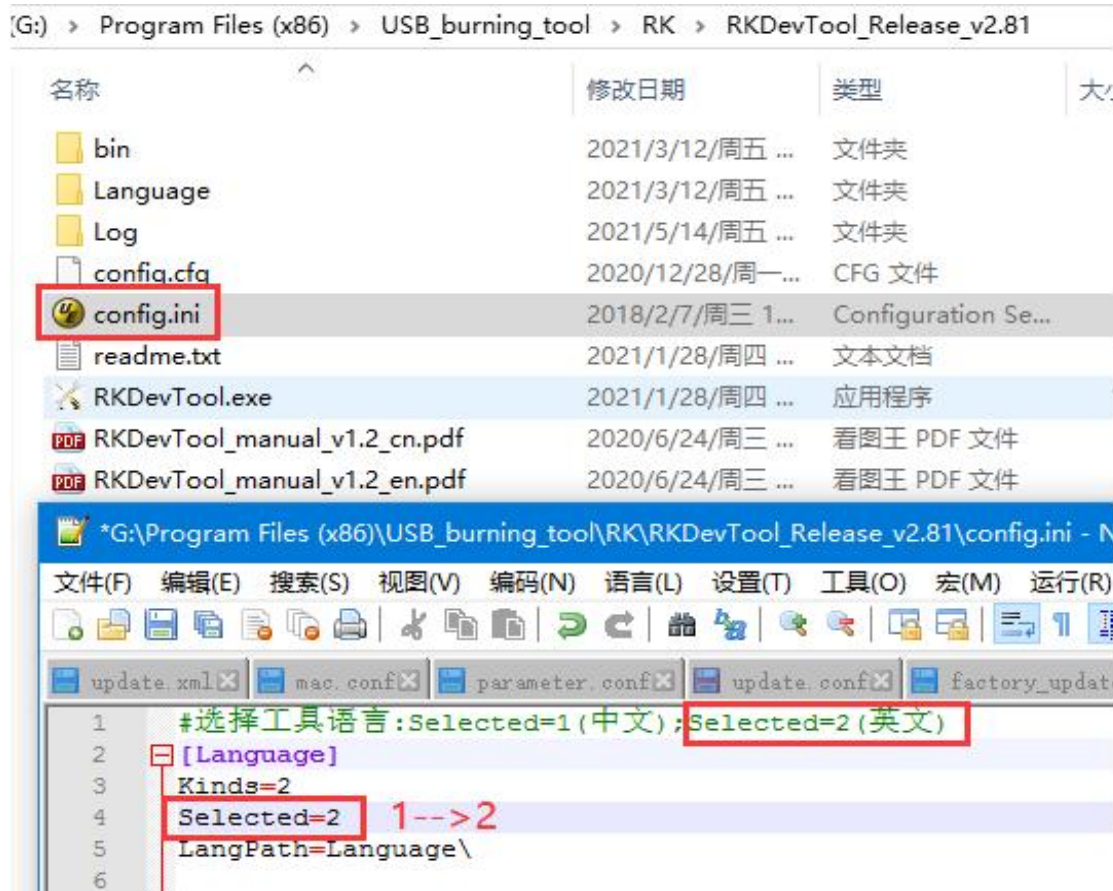 (G:) > Program Files (x86) > USB_burning_tool > RK > RKDevTool_Release_v2.81
名称 修改日期 类型
bin 2021/3/12/周五 ... 文件夹
Language 2021/3/12/周五 ... 文件夹
Log 2021/5/14/周五 ... 文件夹
config.cfg 2020/12/28/周一... CFG 文件
config.ini 2018/2/7/周三 1... Configuration Se...
readme.txt 2021/1/28/周四 ... 文本文档
RKDevTool.exe 2021/1/28/周四 ... 应用程序
PDF RKDevTool_manual_v1.2_cn.pdf 2020/6/24/周三 ... 看图王 PDF 文件
PDF RKDevTool_manual_v1.2_en.pdf 2020/6/24/周三 ... 看图王 PDF 文件
*G:\Program Files (x86)\USB_burning_tool\RK\RKDevTool_Release_v2.81\config.ini - N
文件(F) 编辑(E) 搜索(S) 视图(V) 编码(N) 语言(L) 设置(T) 工具(O) 宏(M) 运行(R)
update.xml mac.conf parameter.conf update.conf factory_updat
1 #选择工具语言:Selected=1(中文);Selected=2(英文)
2 [Language]
3 Kinds=2
4 Selected=2 1-->2
5 LangPath=Language\
6